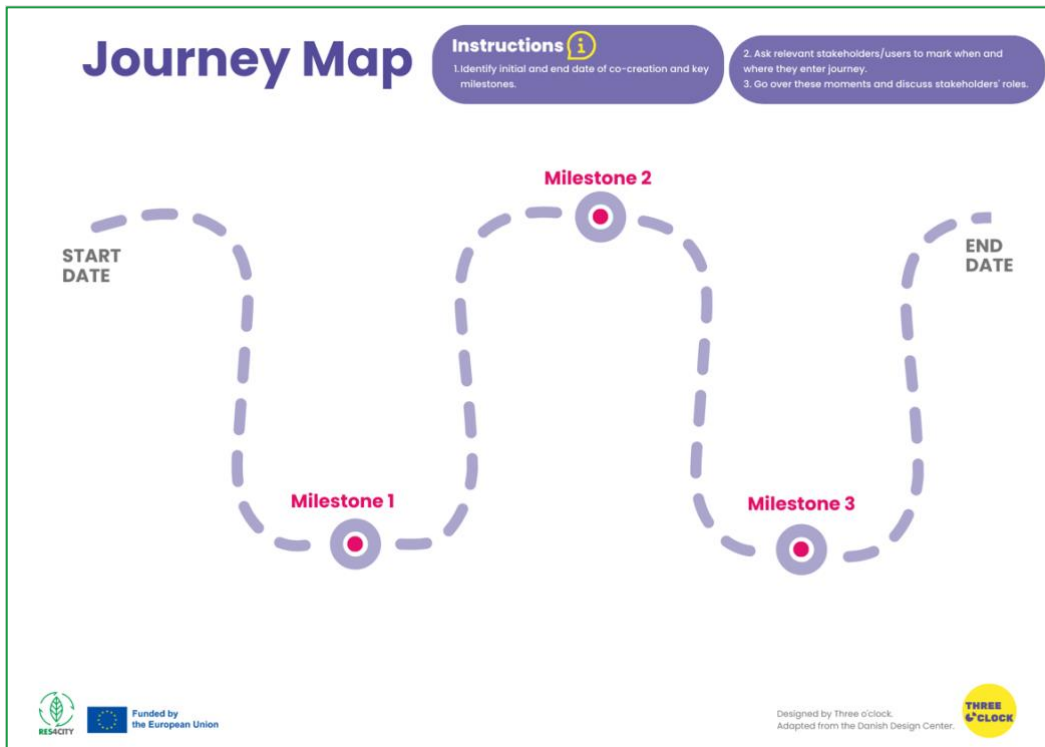 Journey Map
Instructions
1.Identify initial and end date of co-creation and key
milestones.
2. Ask relevant stakeholders/users to mark when and
where they enter journey.
3. Go over these moments and discuss stakeholders' roles.
Milestone 2
START
DATE
END
DATE
Milestone 1
Milestone 3
RES4CITY
Funded by
the European Union
Designed by Three o'clock.
Adapted from the Danish Design Center.
THREE
O'CLOCK